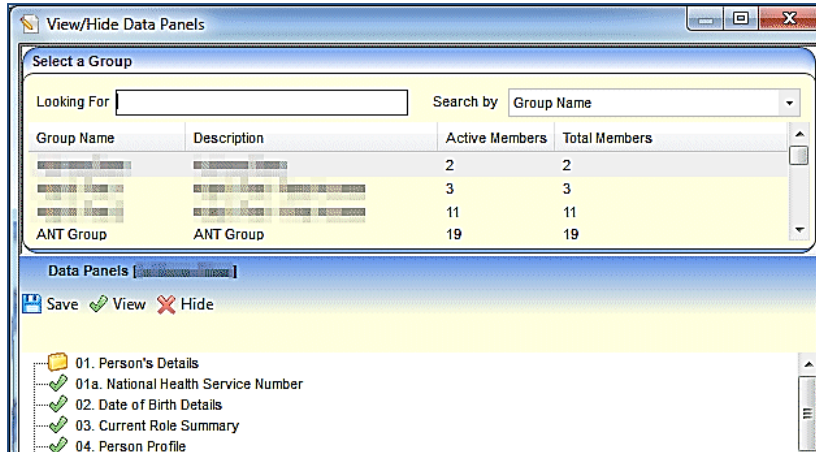 View/Hide Data Panels
Select a Group
Looking For Search by Group Name
Group Name Description Active Members Total Members
2 2
3 3
11 11
ANT Group ANT Group 19 19
Data Panels [ ]
Save View Hide
01. Person's Details
01a. National Health Service Number
02. Date of Birth Details
03. Current Role Summary
04. Person Profile